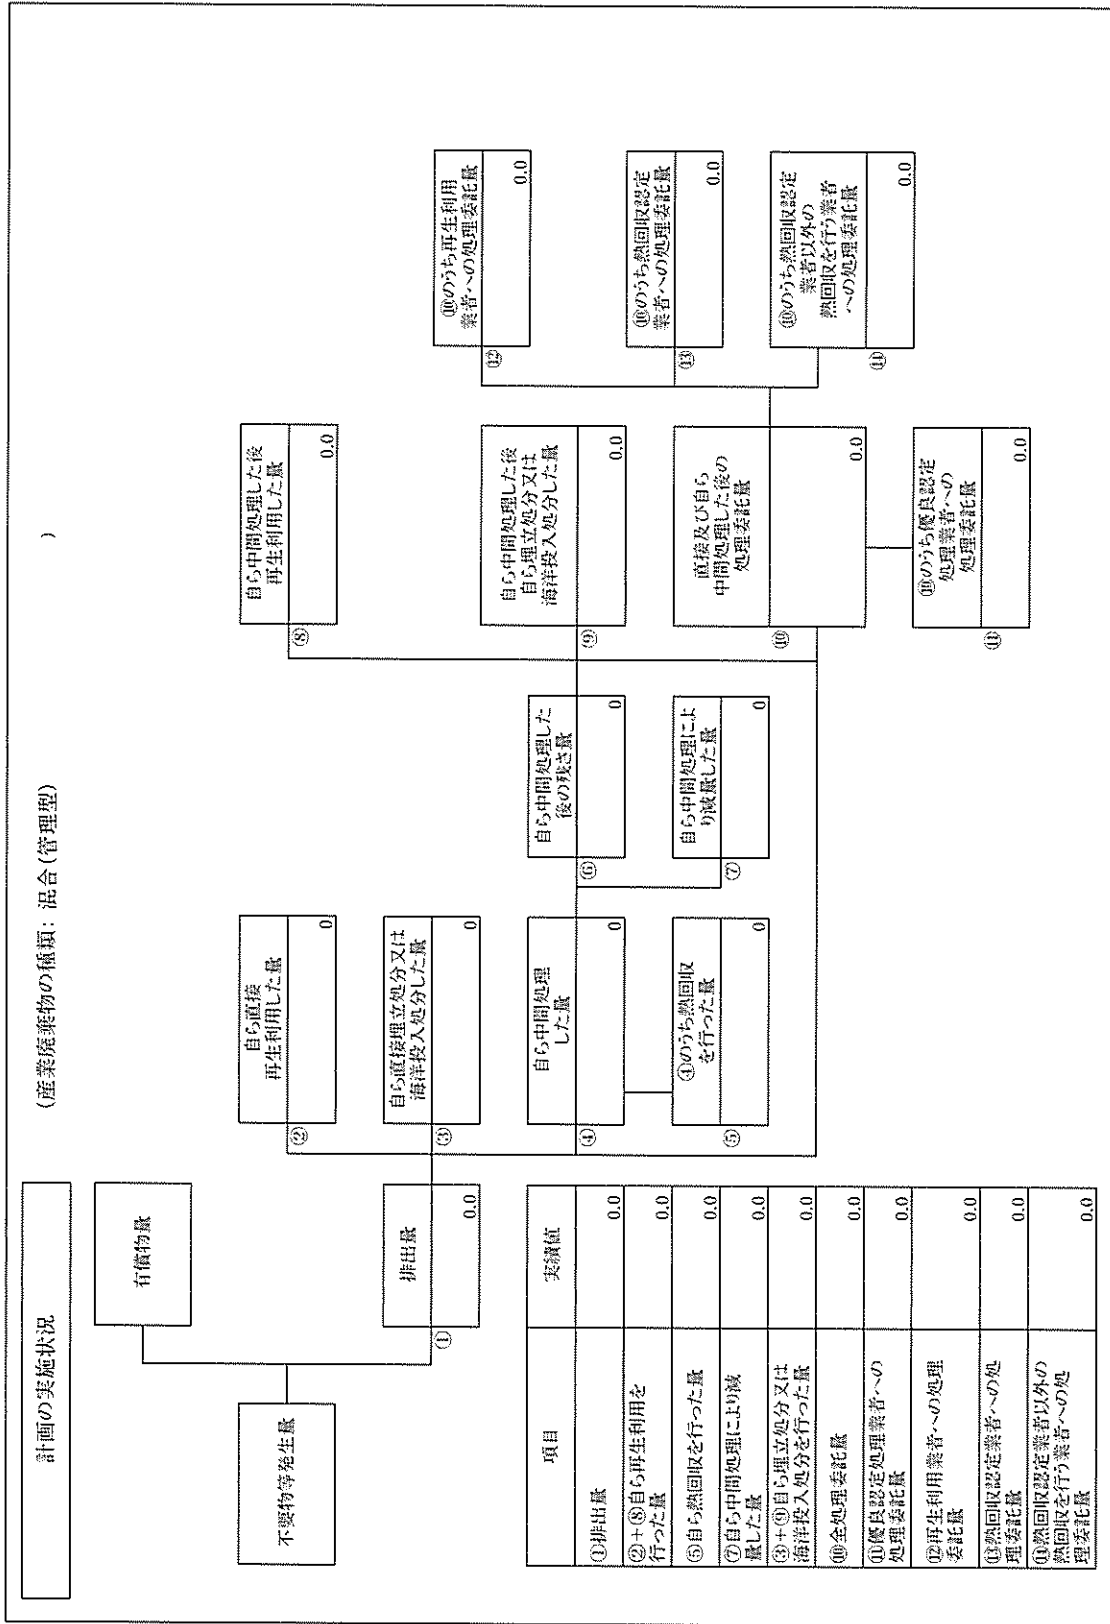 計画の実施状況
(産業廃棄物の種類: 混合(管理型)
)
不要物等発生量
有償物量
排出量
①
0.0
自ら直接
再生利用した量
②
0
自ら直接埋立処分又は
海洋投入処分した量
③
0
自ら中間処理
した量
④
0
④のうち熱回収
を行った量
⑤
0
自ら中間処理した
後の残さ量
⑥
0
自ら中間処理によ
り減量した量
⑦
0
自ら中間処理した後
再生利用した量
⑧
0.0
自ら中間処理した後
自ら埋立処分又は
海洋投入処分した量
⑨
0.0
直接及び自ら
中間処理した後の
処理委託量
⑩
0.0
⑩のうち優良認定
処理業者への
処理委託量
⑪
0.0
⑩のうち再生利用
業者への処理委託量
⑫
0.0
⑩のうち熱回収認定
業者への処理委託量
⑬
0.0
⑩のうち熱回収認定
業者以外の
熱回収を行う業者
への処理委託量
⑭
0.0
項目 実績値
①排出量 0.0
②+⑧自ら再生利用を
行った量 0.0
⑤自ら熱回収を行った量 0.0
⑦自ら中間処理により減
量した量 0.0
③+⑨自ら埋立処分又は
海洋投入処分を行った量 0.0
⑩全処理委託量 0.0
⑪優良認定処理業者への
処理委託量 0.0
⑫再生利用業者への処理
委託量 0.0
⑬熱回収認定業者への処
理委託量 0.0
⑭熱回収認定業者以外の
熱回収を行う業者への処
理委託量 0.0